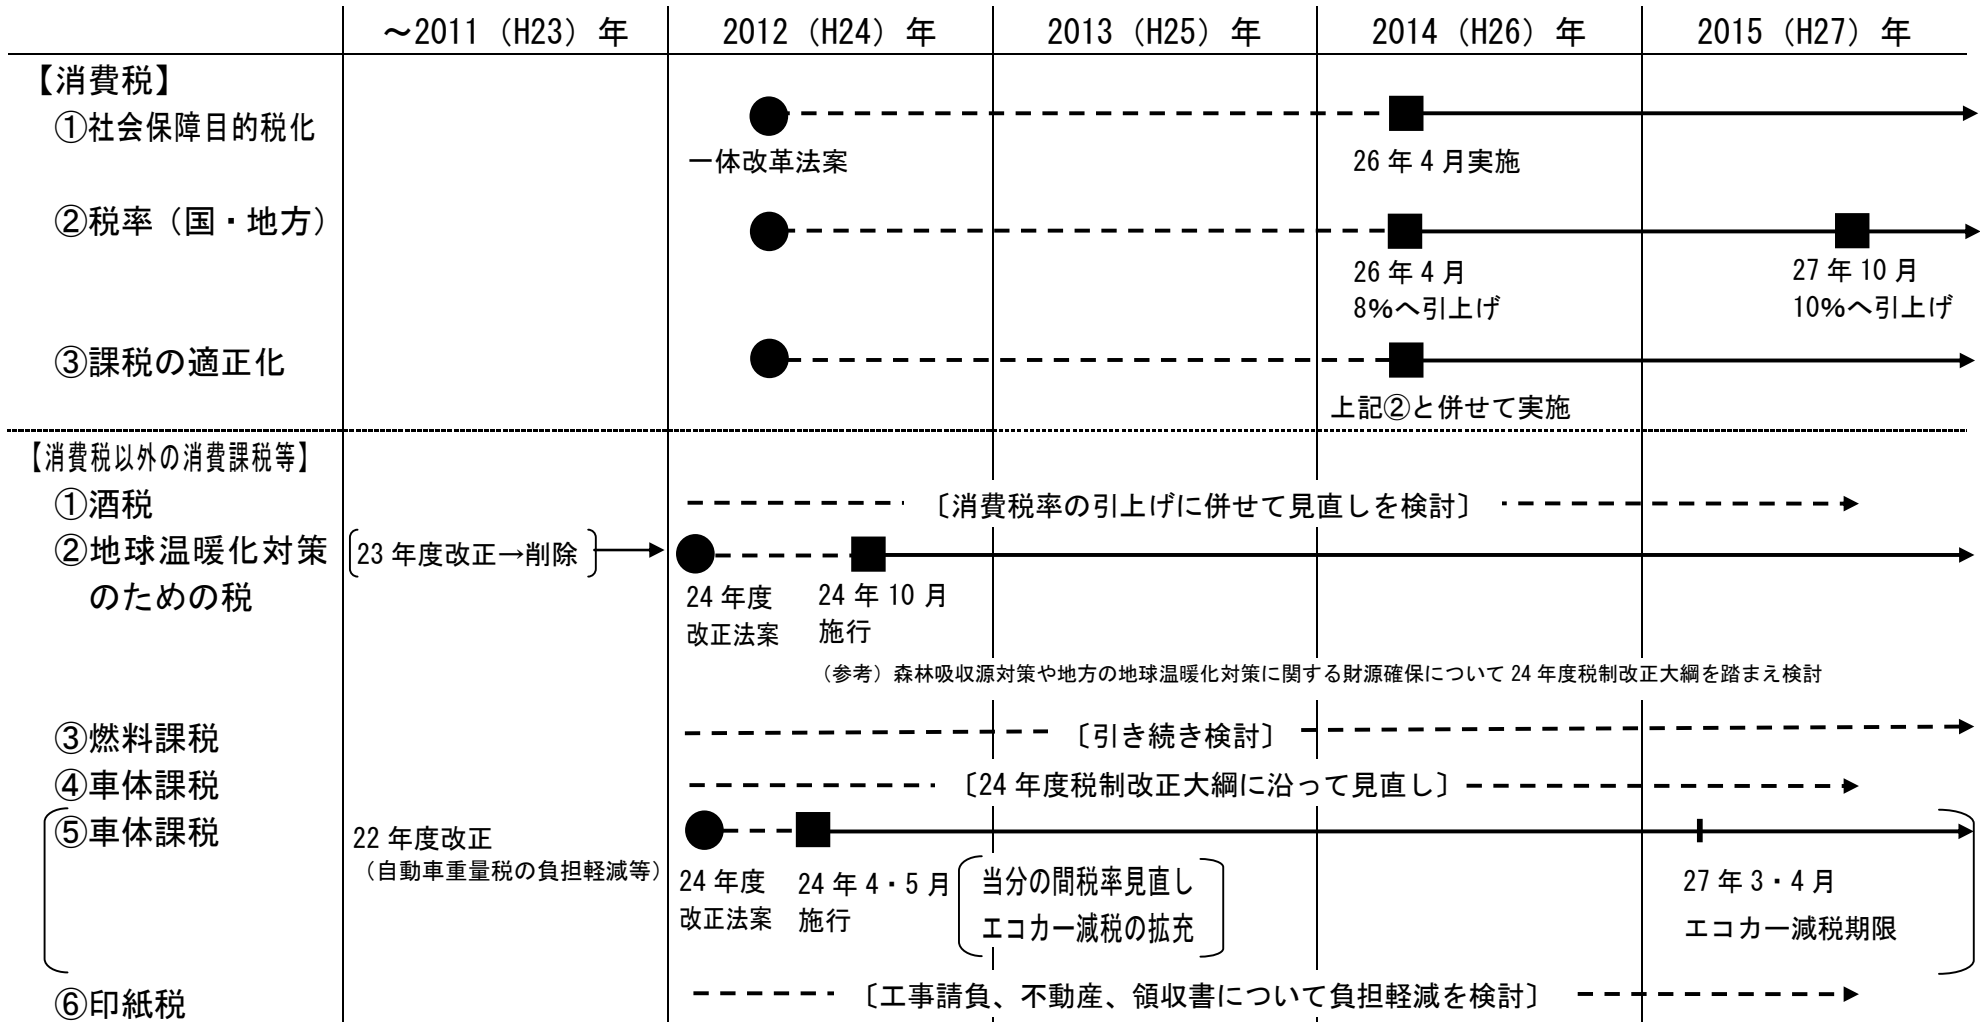 ～2011（H23）年
2012（H24）年
2013（H25）年
2014（H26）年
2015（H27）年
【消費税】
①社会保障目的税化
一体改革法案
26年4月実施
②税率（国・地方）
26年4月
8%へ引上げ
27年10月
10%へ引上げ
③課税の適正化
上記②と併せて実施
【消費税以外の消費課税等】
①酒税
〔消費税率の引上げに併せて見直しを検討〕
②地球温暖化対策
のための税
23年度改正→削除
24年度
改正法案
24年10月
施行
（参考）森林吸収源対策や地方の地球温暖化対策に関する財源確保について24年度税制改正大綱を踏まえ検討
③燃料課税
〔引き続き検討〕
④車体課税
〔24年度税制改正大綱に沿って見直し〕
⑤車体課税
22年度改正
（自動車重量税の負担軽減等）
24年度
改正法案
24年4・5月
施行
当分の間税率見直し
エコカー減税の拡充
27年3・4月
エコカー減税期限
⑥印紙税
〔工事請負、不動産、領収書について負担軽減を検討〕